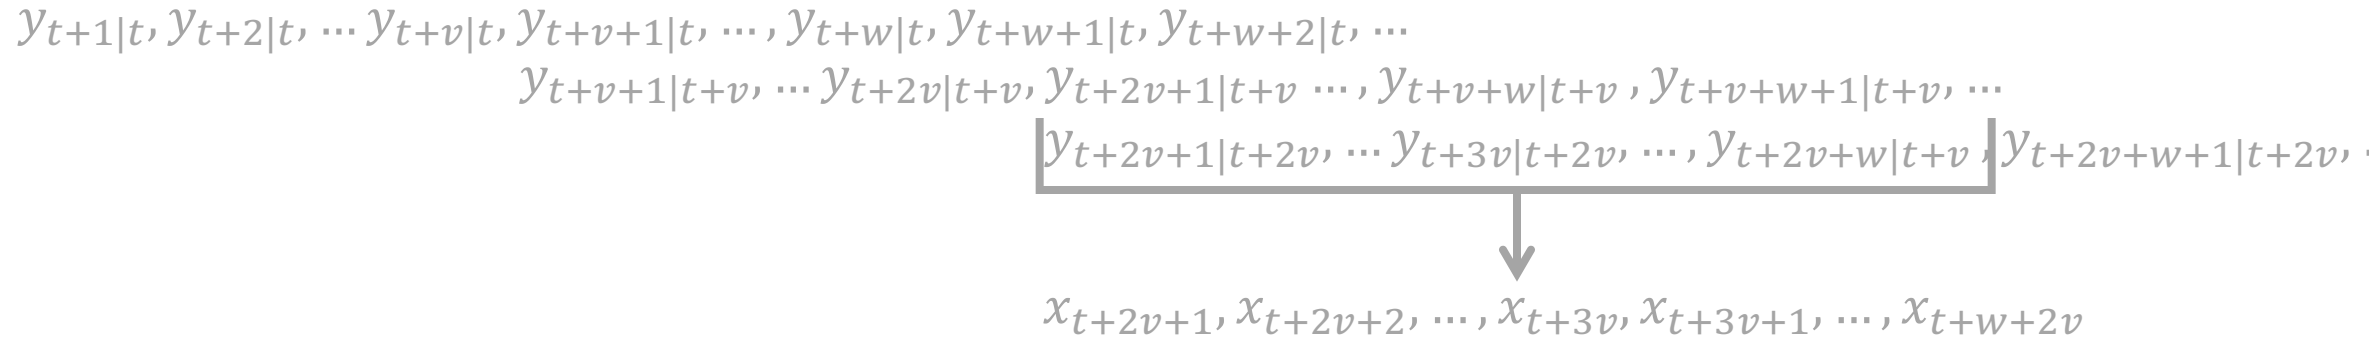 y_{t+1|t}, y_{t+2|t}, … y_{t+v|t}, y_{t+v+1|t}, … , y_{t+w|t}, y_{t+w+1|t}, y_{t+w+2|t}, …
y_{t+v+1|t+v}, … y_{t+2v|t+v}, y_{t+2v+1|t+v} … , y_{t+v+w|t+v} , y_{t+v+w+1|t+v}, …
y_{t+2v+1|t+2v}, … y_{t+3v|t+2v}, … , y_{t+2v+w|t+v} , y_{t+2v+w+1|t+2v}, .
x_{t+2v+1}, x_{t+2v+2}, … , x_{t+3v}, x_{t+3v+1}, … , x_{t+w+2v}